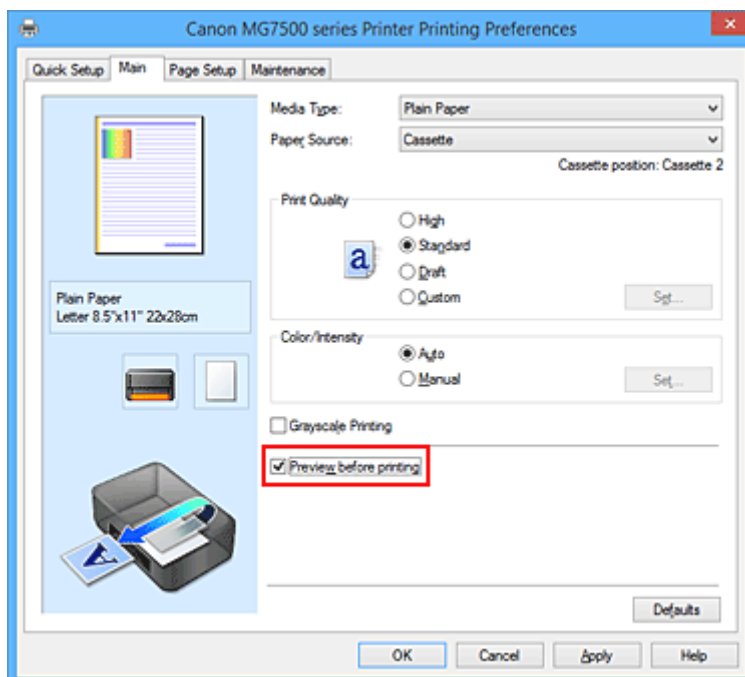 Canon MG7500 series Printer Printing Preferences
Quick Setup Main Page Setup Maintenance
Media Type: Plain Paper
Paper Source: Cassette
Cassette position: Cassette 2
Print Quality
High
Standard
Draft
Custom Set...
Plain Paper
Letter 8.5"x11" 22x28cm
Color/Intensity
Auto
Manual Set...
Grayscale Printing
Preview before printing
Defaults
OK Cancel Apply Help